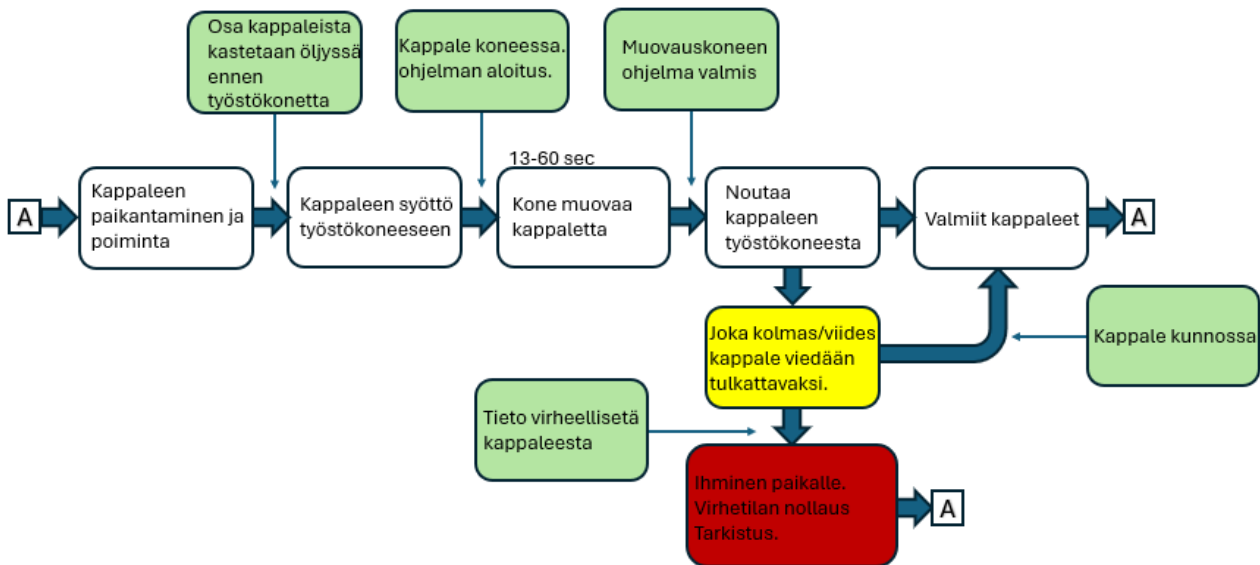 Osa kappaleista
kastetaan öljyssä
ennen
työstökonetta
Kappale koneessa.
ohjelman aloitus.
Muovauskoneen
ohjelma valmis
13-60 sec
A
Kappaleen
paikantaminen ja
poiminta
Kappaleen syöttö
työstökoneeseen
Kone muovaa
kappaletta
Noutaa
kappaleen
työstökoneesta
Valmiit kappaleet
A
Joka kolmas/viides
kappale viedään
tulkattavaksi.
Kappale kunnossa
Tieto virheellisetä
kappaleesta
Ihminen paikalle.
Virhetilan nollaus
Tarkistus.
A